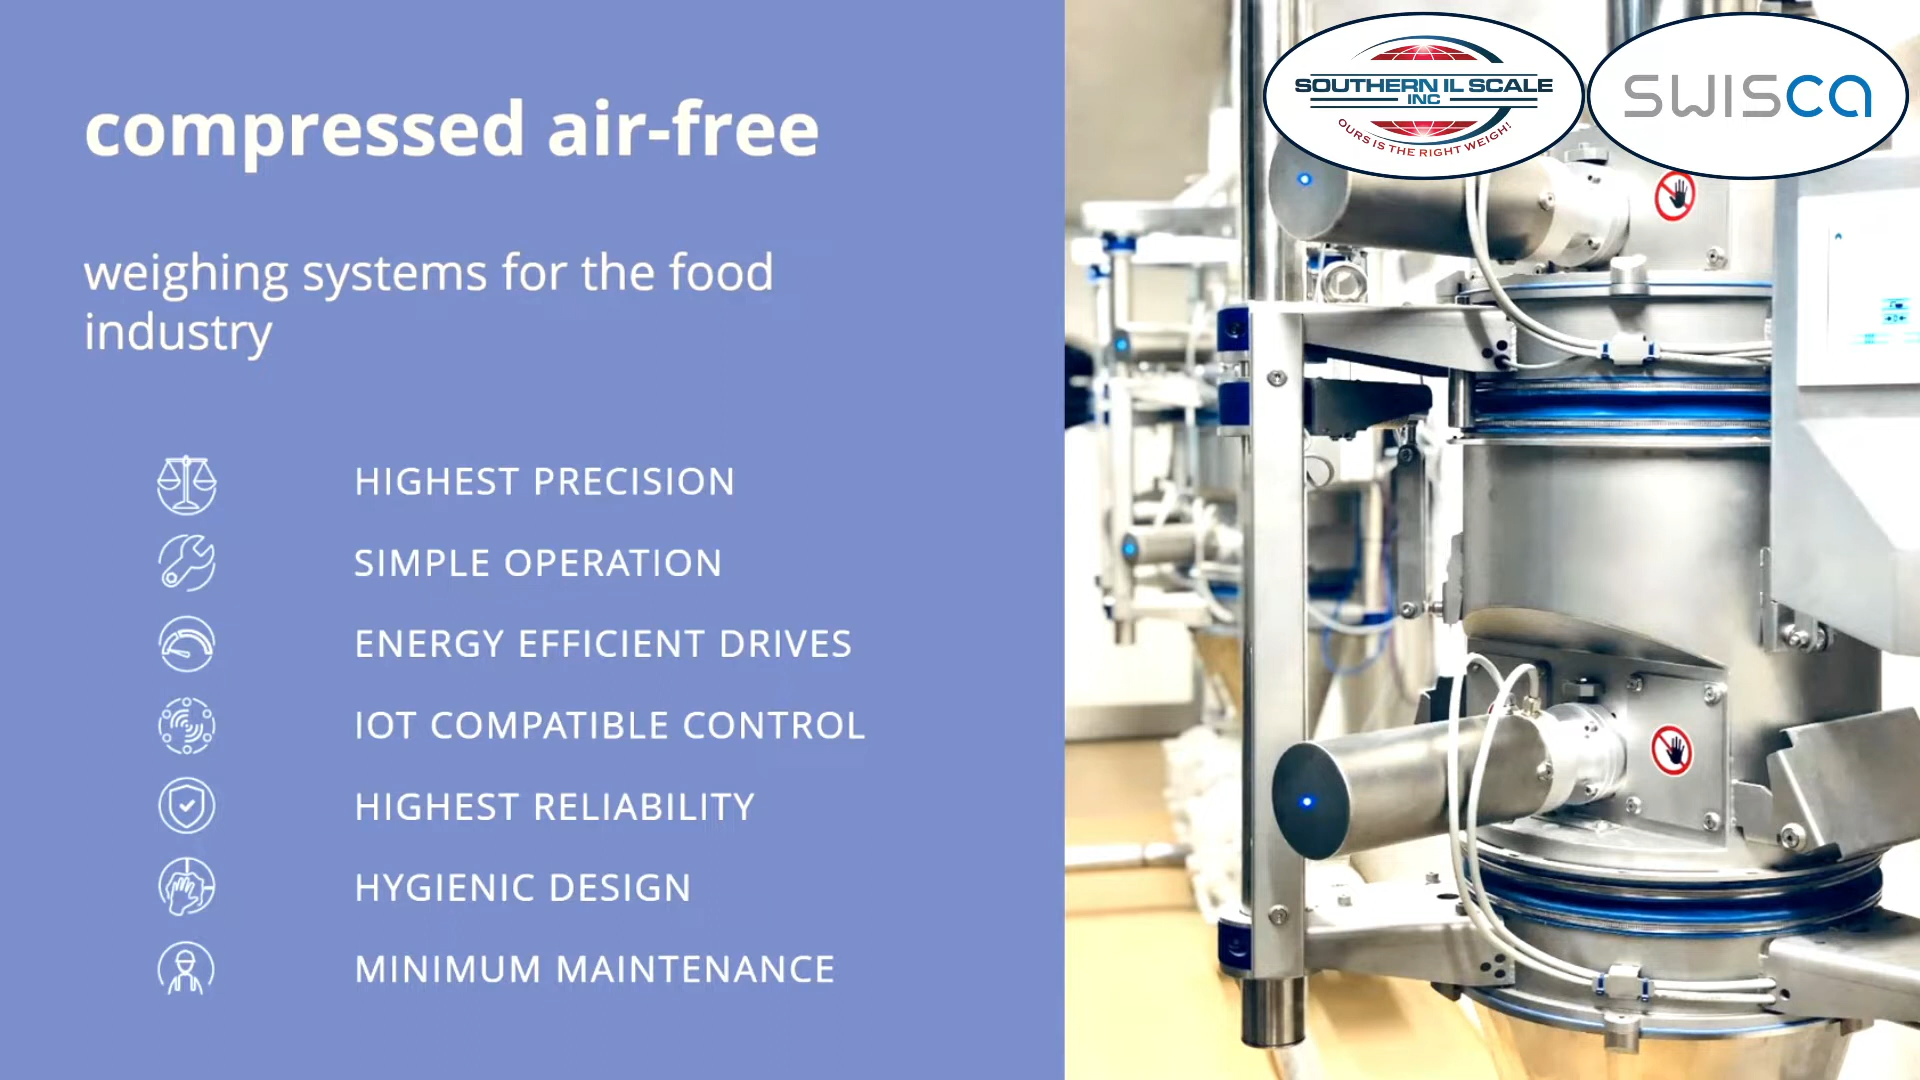 compressed air-free
weighing systems for the food
industry
HIGHEST PRECISION
SIMPLE OPERATION
ENERGY EFFICIENT DRIVES
IOT COMPATIBLE CONTROL
HIGHEST RELIABILITY
HYGIENIC DESIGN
MINIMUM MAINTENANCE
SOUTHERN IL SCALE
INC
OURS IS THE RIGHT WEIGH!
swisca